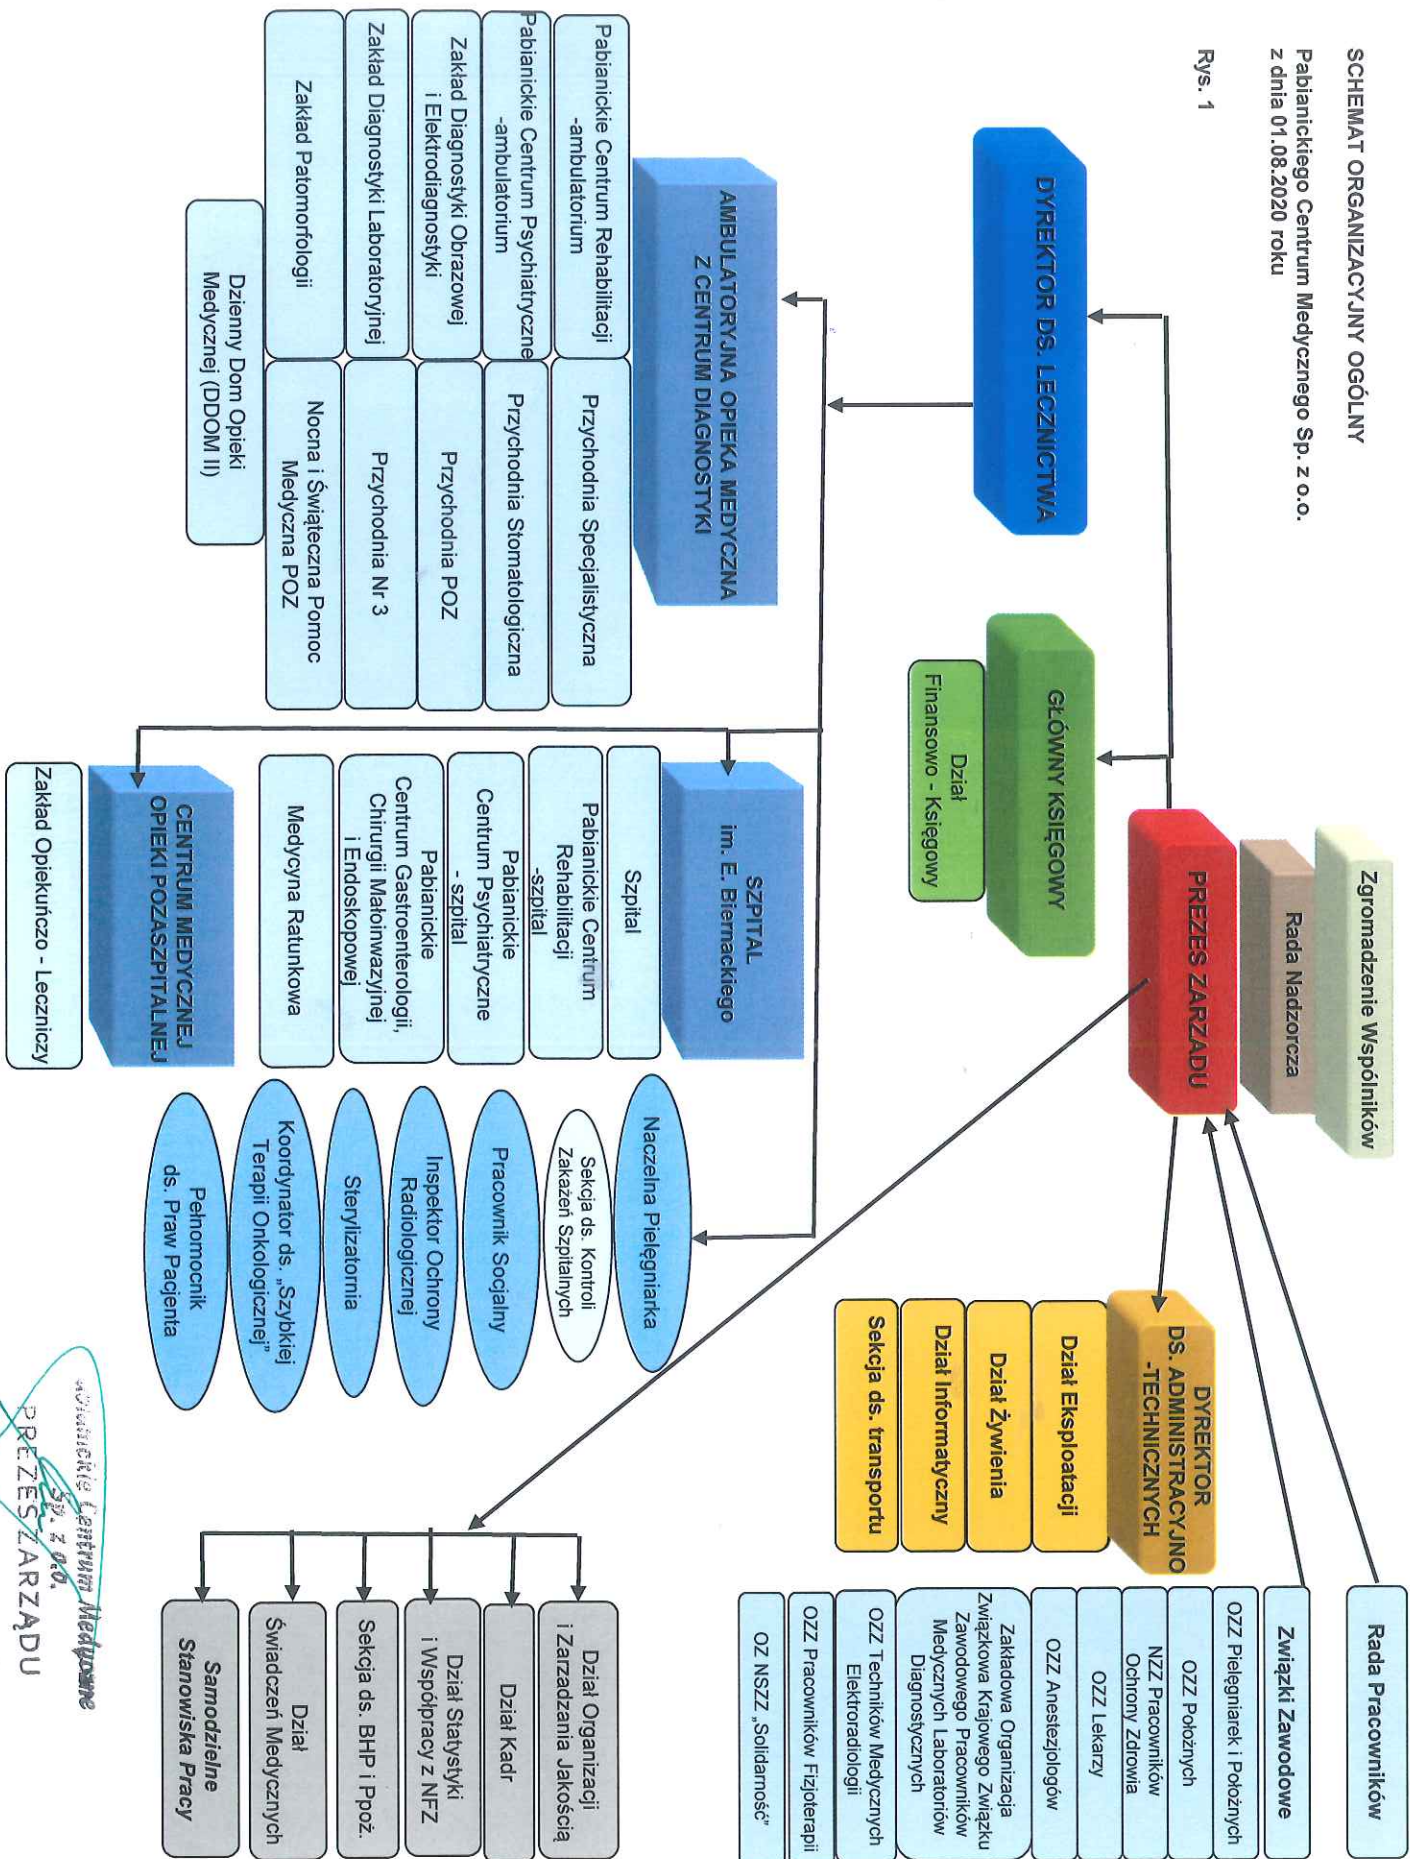 SCHEMAT ORGANIZACYJNY OGÓLNY
Pabianickiego Centrum Medycznego Sp. z o.o.
z dnia 01.08.2020 roku
Rys. 1
Zgromadzenie Wspólników
Rada Nadzorcza
PREZES ZARZADU
Rada Pracowników
Związki Zawodowe
OZZ Pielęgniarek i Położnych
OZZ Położnych
NZZ Pracowników
Ochrony Zdrowia
OZZ Lekarzy
OZZ Anestezjologów
Zakładowa Organizacja
Związkowa Krajowego Związku
Zawodowego Pracowników
Medycznych Laboratoriów
Diagnostycznych
OZZ Techników Medycznych
Elektroradiologii
OZZ Pracowników Fizjoterapii
OZ NSZZ „Solidarność”
DYREKTOR DS. LECZNICTWA
GŁÓWNY KSIĘGOWY
Dział
Finansowo - Księgowy
DYREKTOR
DS. ADMINISTRACYJNO
-TECHNICZNYCH
Dział Eksploatacji
Dział Żywienia
Dział Informatyczny
Sekcja ds. transportu
AMBULATORYJNA OPIEKA MEDYCZNA
Z CENTRUM DIAGNOSTYKI
Pabianickie Centrum Rehabilitacji
-ambulatorium
Pabianickie Centrum Psychiatryczne
-ambulatorium
Zakład Diagnostyki Obrazowej
i Elektrodiagnostyki
Zakład Diagnostyki Laboratoryjnej
Zakład Patomorfologii
Przychodnia Specjalistyczna
Przychodnia Stomatologiczna
Przychodnia POZ
Przychodnia Nr 3
Nocna i Świąteczna Pomoc
Medyczna POZ
Dzienny Dom Opieki
Medycznej (DDOM II)
SZPITAL
im. E. Biernackiego
Szpital
Pabianickie Centrum
Rehabilitacji
-szpital
Pabianickie
Centrum Psychiatryczne
- szpital
Pabianickie
Centrum Gastroenterologii,
Chirurgii Małoinwazyjnej
i Endoskopowej
Medycyna Ratunkowa
CENTRUM MEDYCZNEJ
OPIEKI POZASZPITALNEJ
Zakład Opiekuńczo - Leczniczy
Naczelna Pielęgniarka
Sekcja ds. Kontroli
Zakażeń Szpitalnych
Pracownik Socjalny
Inspektor Ochrony
Radiologicznej
Sterylizatornia
Koordynator ds. „Szybkiej
Terapii Onkologicznej”
Pełnomocnik
ds. Praw Pacjenta
Dział Organizacji
i Zarzadzania Jakością
Dział Kadr
Dział Statystyki
i Współpracy z NFZ
Sekcja ds. BHP i Ppoż.
Dział
Świadczeń Medycznych
Samodzielne
Stanowiska Pracy
Centrum Medyczne
Sp. z o.o.
PREZES ZARZĄDU